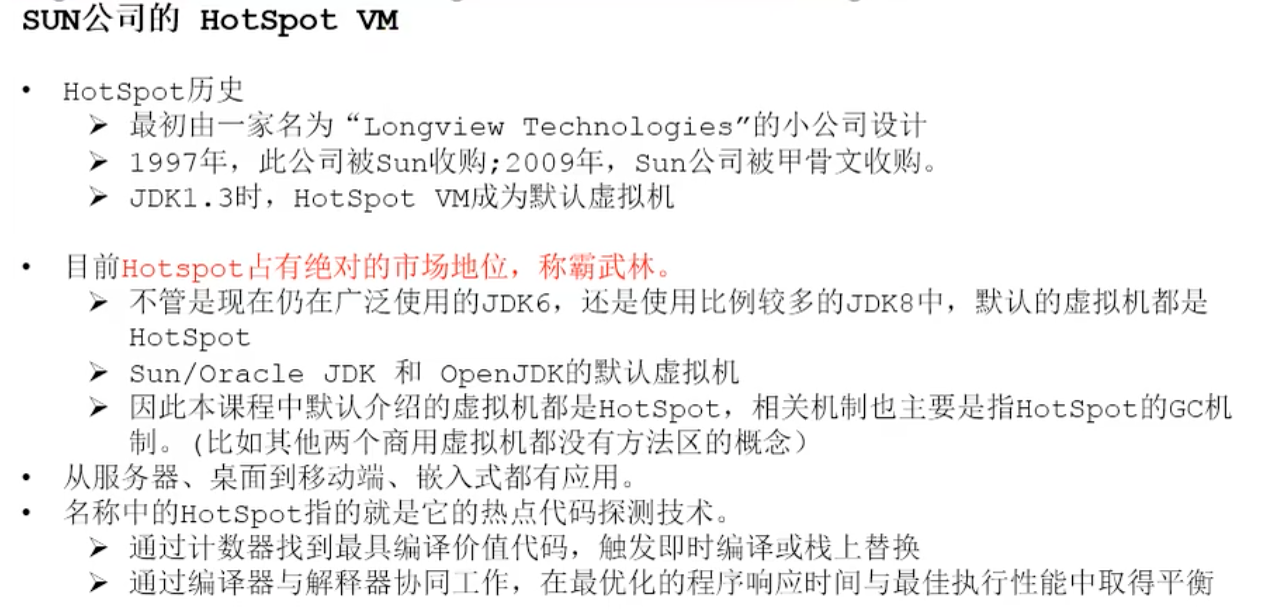 SUN公司的 HotSpot VM
• HotSpot历史
➢ 最初由一家名为“Longview Technologies”的小公司设计
➢ 1997年，此公司被Sun收购;2009年，Sun公司被甲骨文收购。
➢ JDK1.3时，HotSpot VM成为默认虚拟机
• 目前Hotspot占有绝对的市场地位，称霸武林。
➢ 不管是现在仍在广泛使用的JDK6，还是使用比例较多的JDK8中，默认的虚拟机都是
HotSpot
➢ Sun/Oracle JDK 和 OpenJDK的默认虚拟机
➢ 因此本课程中默认介绍的虚拟机都是HotSpot，相关机制也主要是指HotSpot的GC机
制。(比如其他两个商用虚拟机都没有方法区的概念）
• 从服务器、桌面到移动端、嵌入式都有应用。
• 名称中的HotSpot指的就是它的热点代码探测技术。
➢ 通过计数器找到最具编译价值代码，触发即时编译或栈上替换
➢ 通过编译器与解释器协同工作，在最优化的程序响应时间与最佳执行性能中取得平衡